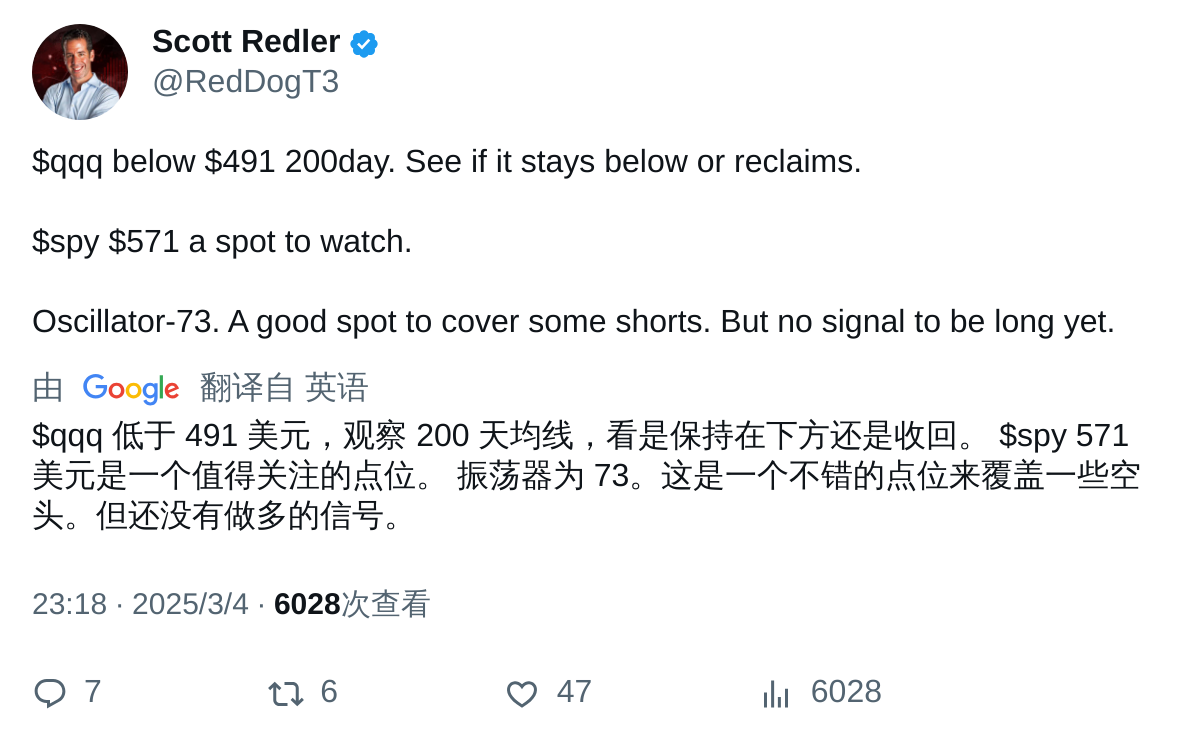 Scott Redler
@RedDogT3
$qqq below $491 200day. See if it stays below or reclaims.
$spy $571 a spot to watch.
Oscillator-73. A good spot to cover some shorts. But no signal to be long yet.
由 Google 翻译自 英语
$qqq 低于 491 美元，观察 200 天均线，看是保持在下方还是收回。 $spy 571
美元是一个值得关注的点位。 振荡器为 73。这是一个不错的点位来覆盖一些空
头。但还没有做多的信号。
23:18 · 2025/3/4 · 6028次查看
7 6 47 6028